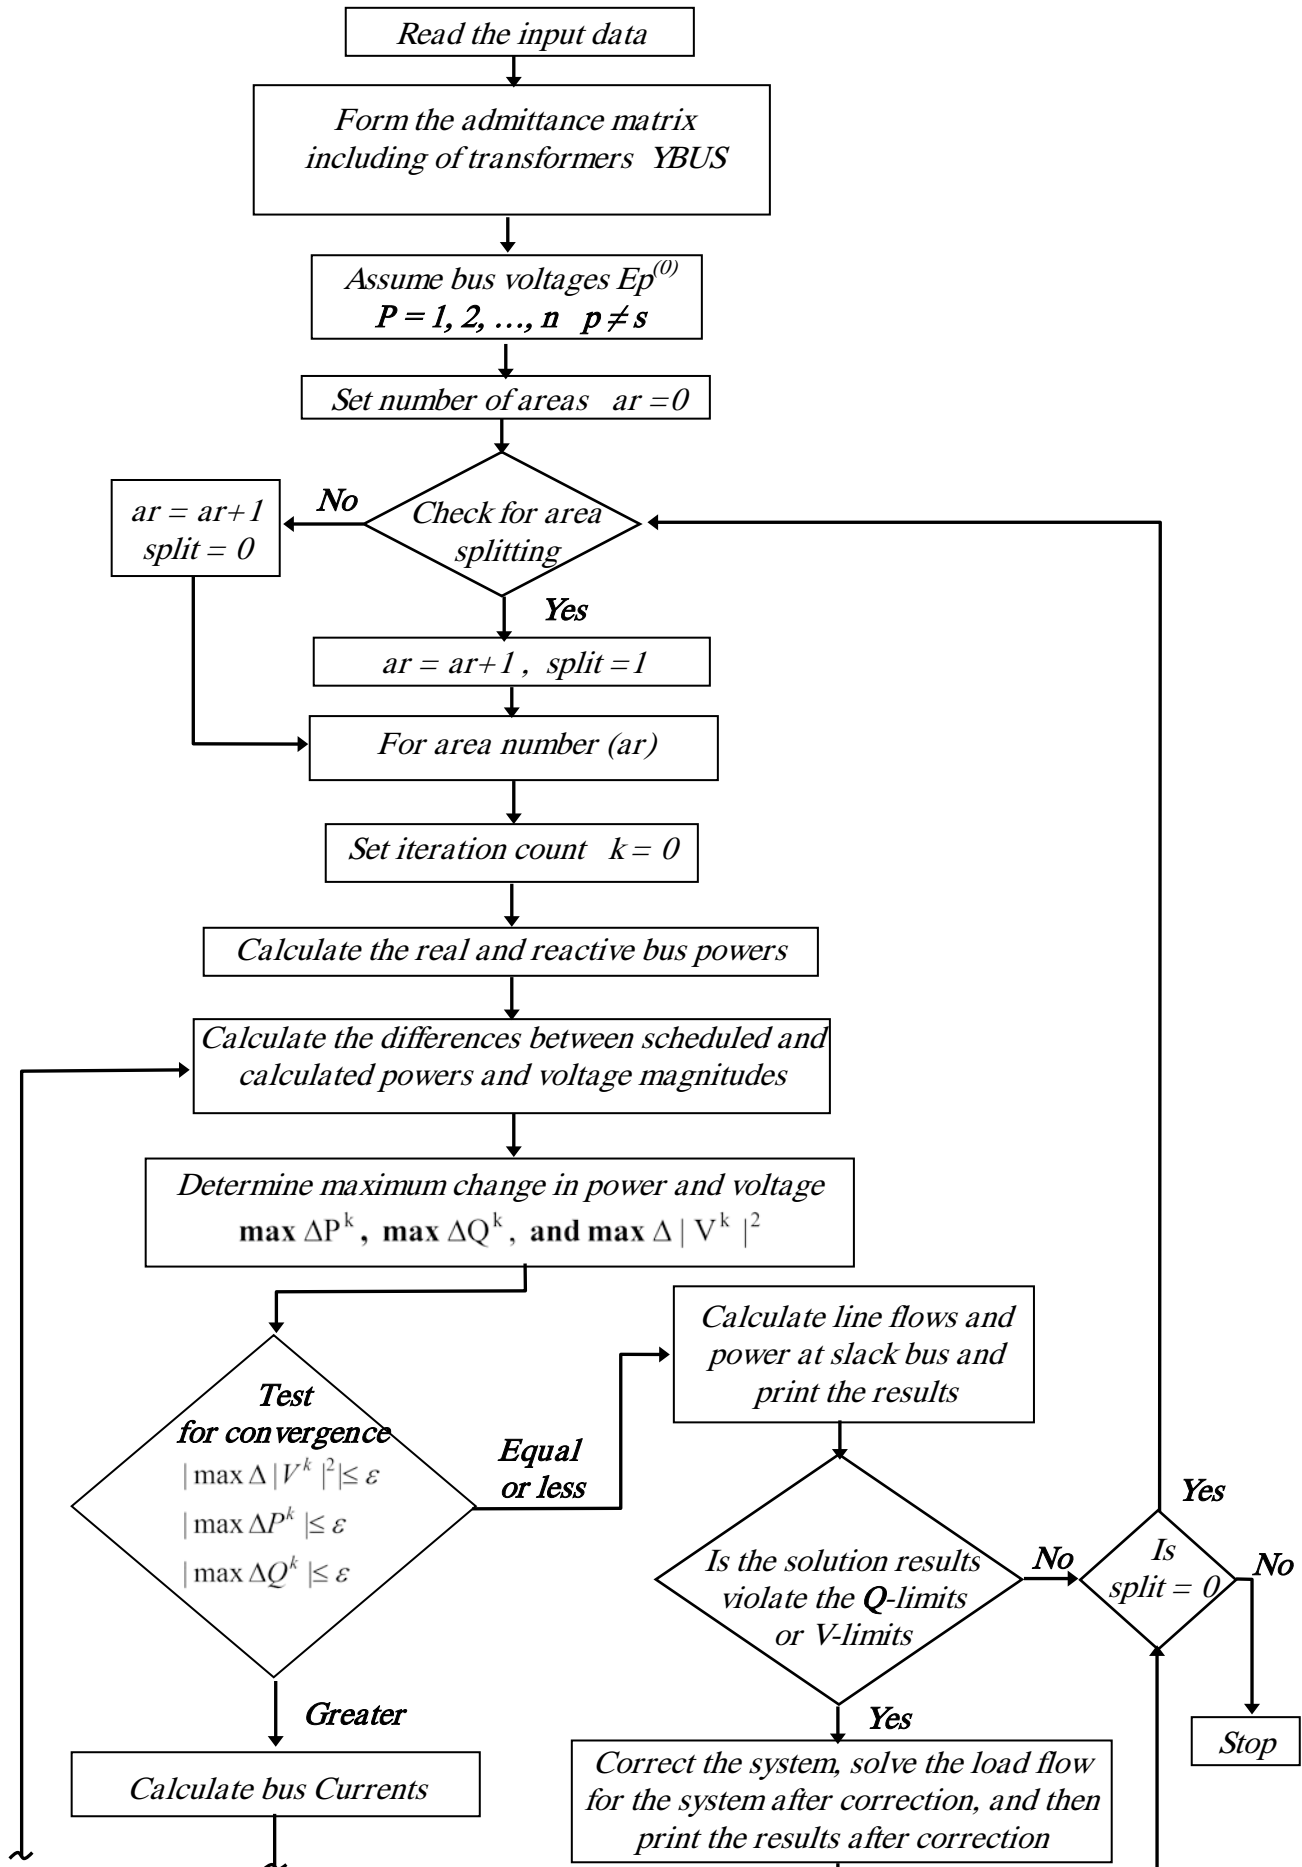 Read the input data
Form the admittance matrix
including of transformers YBUS
Assume bus voltages Ep^(0)
P = 1, 2, …, n p ≠ s
Set number of areas ar =0
Check for area
splitting
No
ar = ar+1
split = 0
Yes
ar = ar+1 , split =1
For area number (ar)
Set iteration count k = 0
Calculate the real and reactive bus powers
Calculate the differences between scheduled and
calculated powers and voltage magnitudes
Determine maximum change in power and voltage
max ΔP^k, max ΔQ^k, and max Δ | V^k |^2
Test
for convergence
| max Δ | V^k |^2 |≤ ε
| max ΔP^k |≤ ε
| max ΔQ^k |≤ ε
Equal
or less
Calculate line flows and
power at slack bus and
print the results
Is the solution results
violate the Q-limits
or V-limits
No
Is
split = 0
Yes
No
Stop
Greater
Calculate bus Currents
Yes
Correct the system, solve the load flow
for the system after correction, and then
print the results after correction